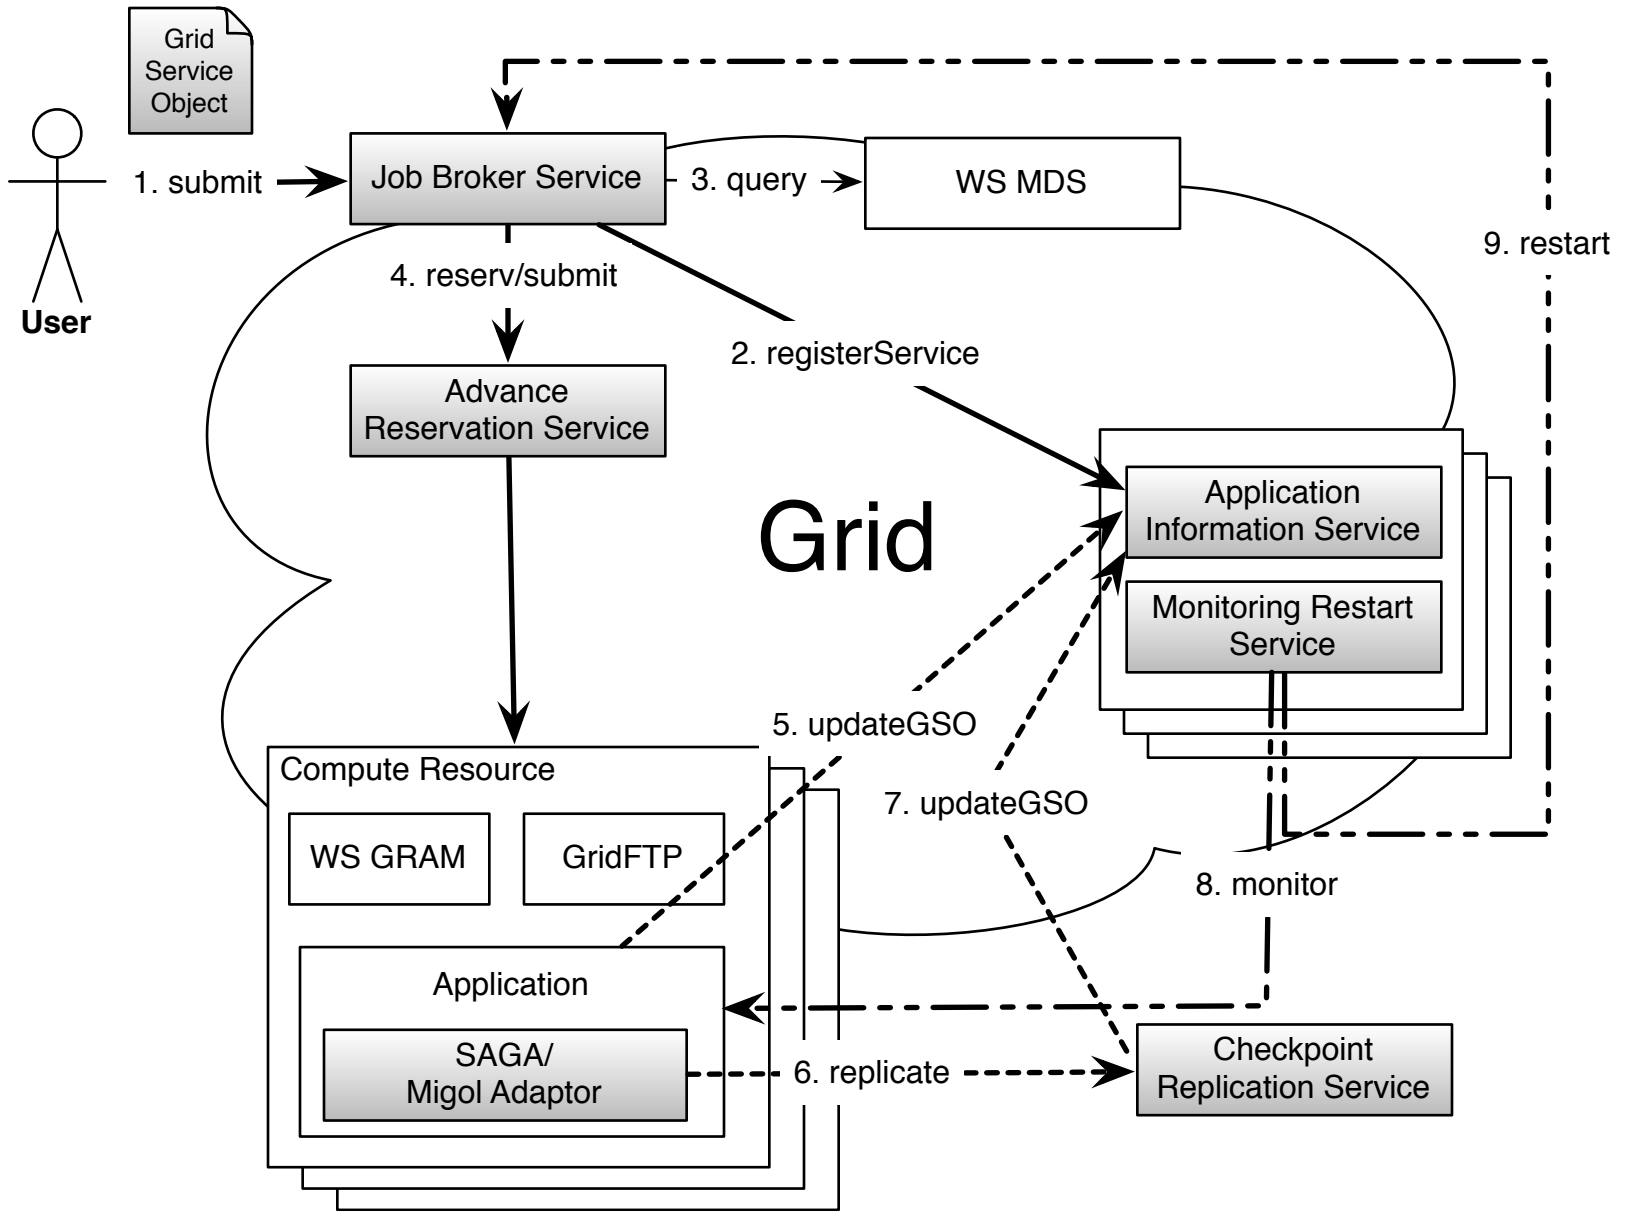 Grid
Service
Object
1. submit
User
Job Broker Service
3. query
WS MDS
9. restart
4. reserv/submit
2. registerService
Advance
Reservation Service
Grid
Application
Information Service
Monitoring Restart
Service
5. updateGSO
7. updateGSO
Compute Resource
WS GRAM
GridFTP
8. monitor
Application
SAGA/
Migol Adaptor
6. replicate
Checkpoint
Replication Service